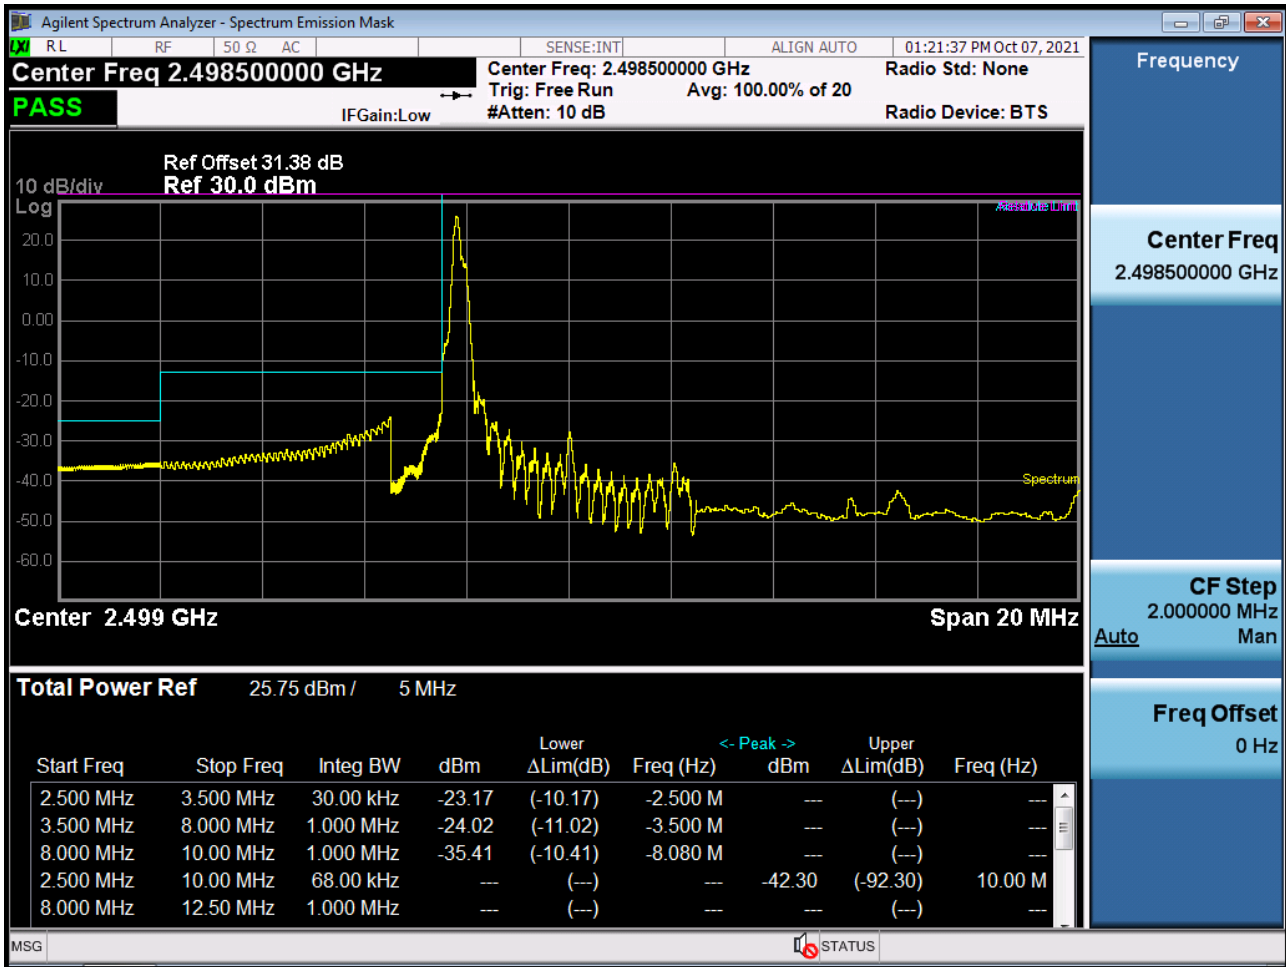 Agilent Spectrum Analyzer - Spectrum Emission Mask
LXI RL RF 50 Ω AC SENSE:INT ALIGN AUTO 01:21:37 PM Oct 07, 2021
Center Freq 2.498500000 GHz
Center Freq: 2.498500000 GHz Radio Std: None
Trig: Free Run Avg: 100.00% of 20
PASS
IFGain:Low #Atten: 10 dB Radio Device: BTS
Ref Offset 31.38 dB
10 dB/div Ref 30.0 dBm
Log
20.0
10.0
0.00
-10.0
-20.0
-30.0
-40.0
Spectrum
-50.0
-60.0
Center 2.499 GHz Span 20 MHz
Total Power Ref 25.75 dBm / 5 MHz
Lower <- Peak -> Upper
Start Freq Stop Freq Integ BW dBm ΔLim(dB) Freq (Hz) dBm ΔLim(dB) Freq (Hz)
2.500 MHz 3.500 MHz 30.00 kHz -23.17 (-10.17) -2.500 M --- (---) ---
3.500 MHz 8.000 MHz 1.000 MHz -24.02 (-11.02) -3.500 M --- (---) ---
8.000 MHz 10.00 MHz 1.000 MHz -35.41 (-10.41) -8.080 M --- (---) ---
2.500 MHz 10.00 MHz 68.00 kHz --- (---) --- -42.30 (-92.30) 10.00 M
8.000 MHz 12.50 MHz 1.000 MHz --- (---) --- --- (---) ---
MSG STATUS
Frequency
Center Freq
2.498500000 GHz
CF Step
2.000000 MHz
Auto Man
Freq Offset
0 Hz